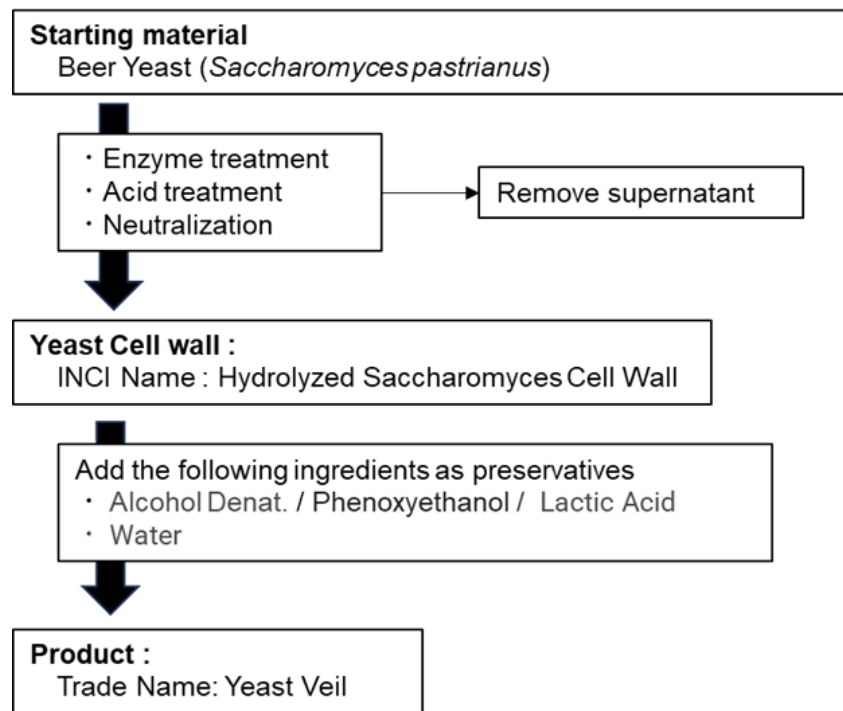 Starting material
Beer Yeast (Saccharomyces pastrianus)
・Enzyme treatment
・Acid treatment
・Neutralization
Remove supernatant
Yeast Cell wall :
INCI Name : Hydrolyzed Saccharomyces Cell Wall
Add the following ingredients as preservatives
・ Alcohol Denat. / Phenoxyethanol / Lactic Acid
・ Water
Product :
Trade Name: Yeast Veil